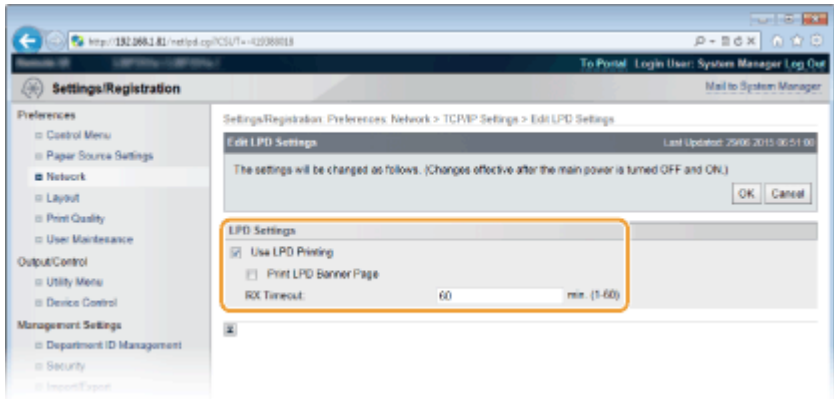 http://192.168.1.81/netlpd.cgi?CSUT=-
Remote UI
To Portal Login User: System Manager Log Out
Settings/Registration
Mail to System Manager
Preferences
Control Menu
Paper Source Settings
Network
Layout
Print Quality
User Maintenance
Output/Control
Utility Menu
Device Control
Management Settings
Department ID Management
Security
Import/Export
Settings/Registration: Preferences: Network > TCP/IP Settings > Edit LPD Settings
Edit LPD Settings
Last Updated: 29/06 2015 06:51:00
The settings will be changed as follows. (Changes effective after the main power is turned OFF and ON.)
OK Cancel
LPD Settings
Use LPD Printing
Print LPD Banner Page
RX Timeout: 60 min. (1-60)